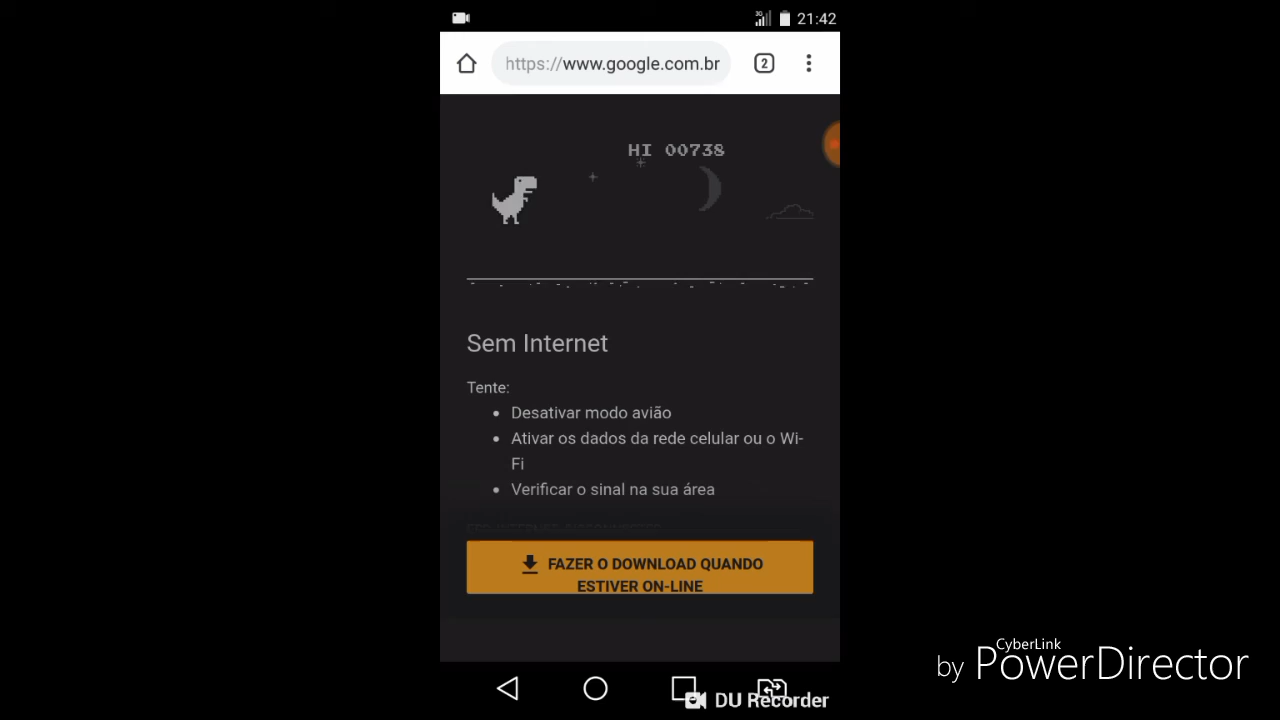 3G 21:42
https://www.google.com.br 2
HI 00738
Sem Internet
Tente:
• Desativar modo avião
• Ativar os dados da rede celular ou o Wi-
Fi
• Verificar o sinal na sua área
FAZER O DOWNLOAD QUANDO
ESTIVER ON-LINE
CyberLink
by PowerDirector
DU Recorder